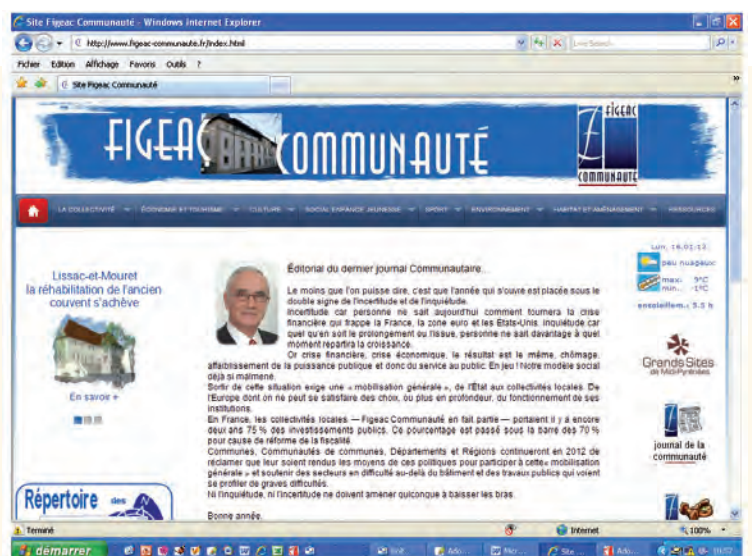 Site Figeac Communauté - Windows Internet Explorer
http://www.figeac-communaute.fr/index.html
Live Search
Fichier Edition Affichage Favoris Outils ?
Site Figeac Communauté
FIGEAC COMMUNAUTÉ
FIGEAC
COMMUNAUTÉ
LA COLLECTIVITÉ ÉCONOMIE ET TOURISME CULTURE SOCIAL ENFANCE JEUNESSE SPORT ENVIRONNEMENT HABITAT ET AMÉNAGEMENT RESSOURCES
Lissac-et-Mouret
la réhabilitation de l'ancien
couvent s'achève
En savoir +
Répertoire des
Éditorial du dernier journal Communautaire...
Le moins que l'on puisse dire, c'est que l'année qui s'ouvre est placée sous le
double signe de l'incertitude et de l'inquiétude.
Incertitude car personne ne sait aujourd'hui comment tournera la crise
financière qui frappe la France, la zone euro et les États-Unis. Inquiétude car
quel qu'en soit le prolongement ou l'issue, personne ne sait davantage à quel
moment repartira la croissance.
Or crise financière, crise économique, le résultat est le même, chômage,
affaiblissement de la puissance publique et donc du service au public. En jeu ! Notre modèle social
déjà si malmené.
Sortir de cette situation exige une « mobilisation générale », de l'État aux collectivités locales. De
l'Europe dont on ne peut se satisfaire des choix, ou plus en profondeur, du fonctionnement de ses
institutions.
En France, les collectivités locales — Figeac Communauté en fait partie — portaient il y a encore
deux ans 75 % des investissements publics. Ce pourcentage est passé sous la barre des 70 %
pour cause de réforme de la fiscalité.
Communes, Communautés de communes, Départements et Régions continueront en 2012 de
réclamer que leur soient rendus les moyens de ces politiques pour participer à cette« mobilisation
générale » et soutenir des secteurs en difficulté au-delà du bâtiment et des travaux publics qui voient
se profiler de graves difficultés.
Ni l'inquiétude, ni l'incertitude ne doivent amener quiconque à baisser les bras.
Bonne année.
Lun, 16.01.12
peu nuageux
max: 9°C
min.. -1°C
ensoleillem.: 5.5 h
Grands Sites
de Midi-Pyrénées
journal de la
communauté
Terminé
Internet
100%
démarrer